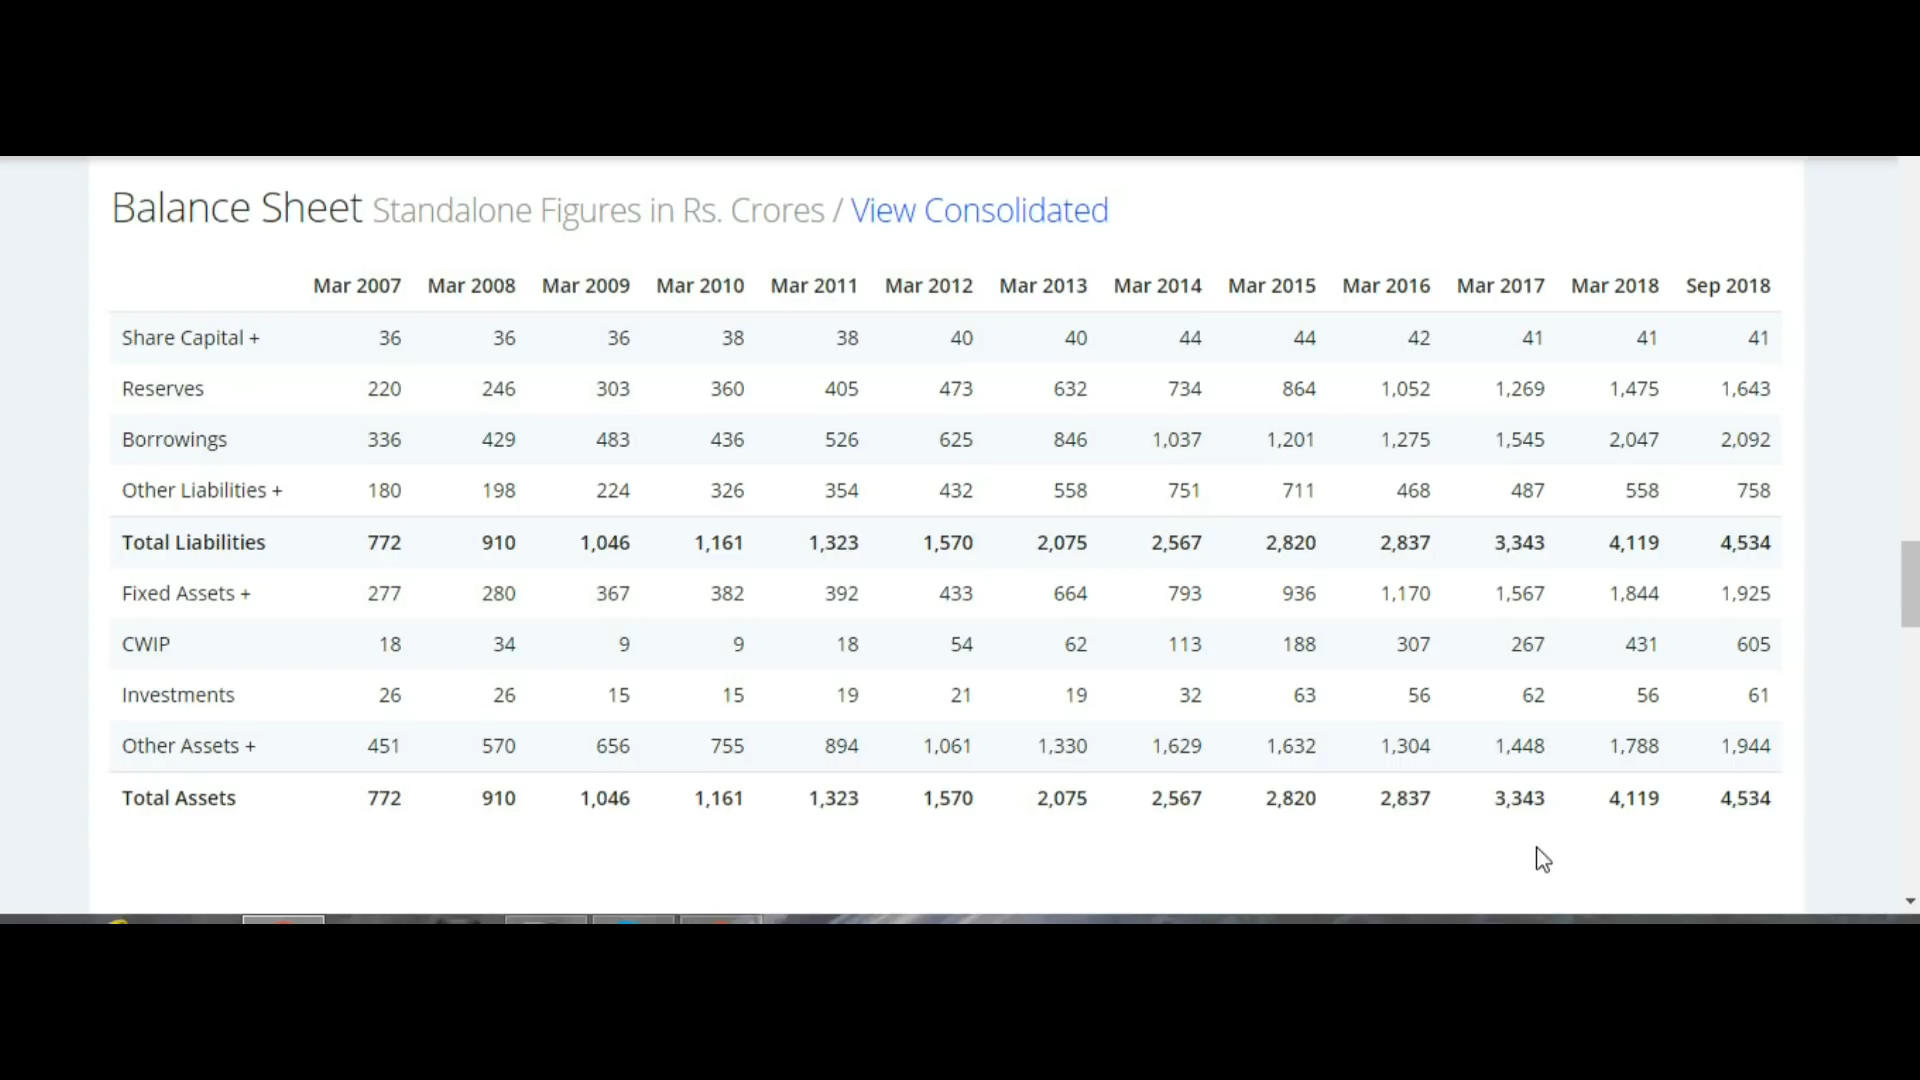 Balance Sheet Standalone Figures in Rs. Crores / View Consolidated
Mar 2007 Mar 2008 Mar 2009 Mar 2010 Mar 2011 Mar 2012 Mar 2013 Mar 2014 Mar 2015 Mar 2016 Mar 2017 Mar 2018 Sep 2018
Share Capital + 36 36 36 38 38 40 40 44 44 42 41 41 41
Reserves 220 246 303 360 405 473 632 734 864 1,052 1,269 1,475 1,643
Borrowings 336 429 483 436 526 625 846 1,037 1,201 1,275 1,545 2,047 2,092
Other Liabilities + 180 198 224 326 354 432 558 751 711 468 487 558 758
Total Liabilities 772 910 1,046 1,161 1,323 1,570 2,075 2,567 2,820 2,837 3,343 4,119 4,534
Fixed Assets + 277 280 367 382 392 433 664 793 936 1,170 1,567 1,844 1,925
CWIP 18 34 9 9 18 54 62 113 188 307 267 431 605
Investments 26 26 15 15 19 21 19 32 63 56 62 56 61
Other Assets + 451 570 656 755 894 1,061 1,330 1,629 1,632 1,304 1,448 1,788 1,944
Total Assets 772 910 1,046 1,161 1,323 1,570 2,075 2,567 2,820 2,837 3,343 4,119 4,534